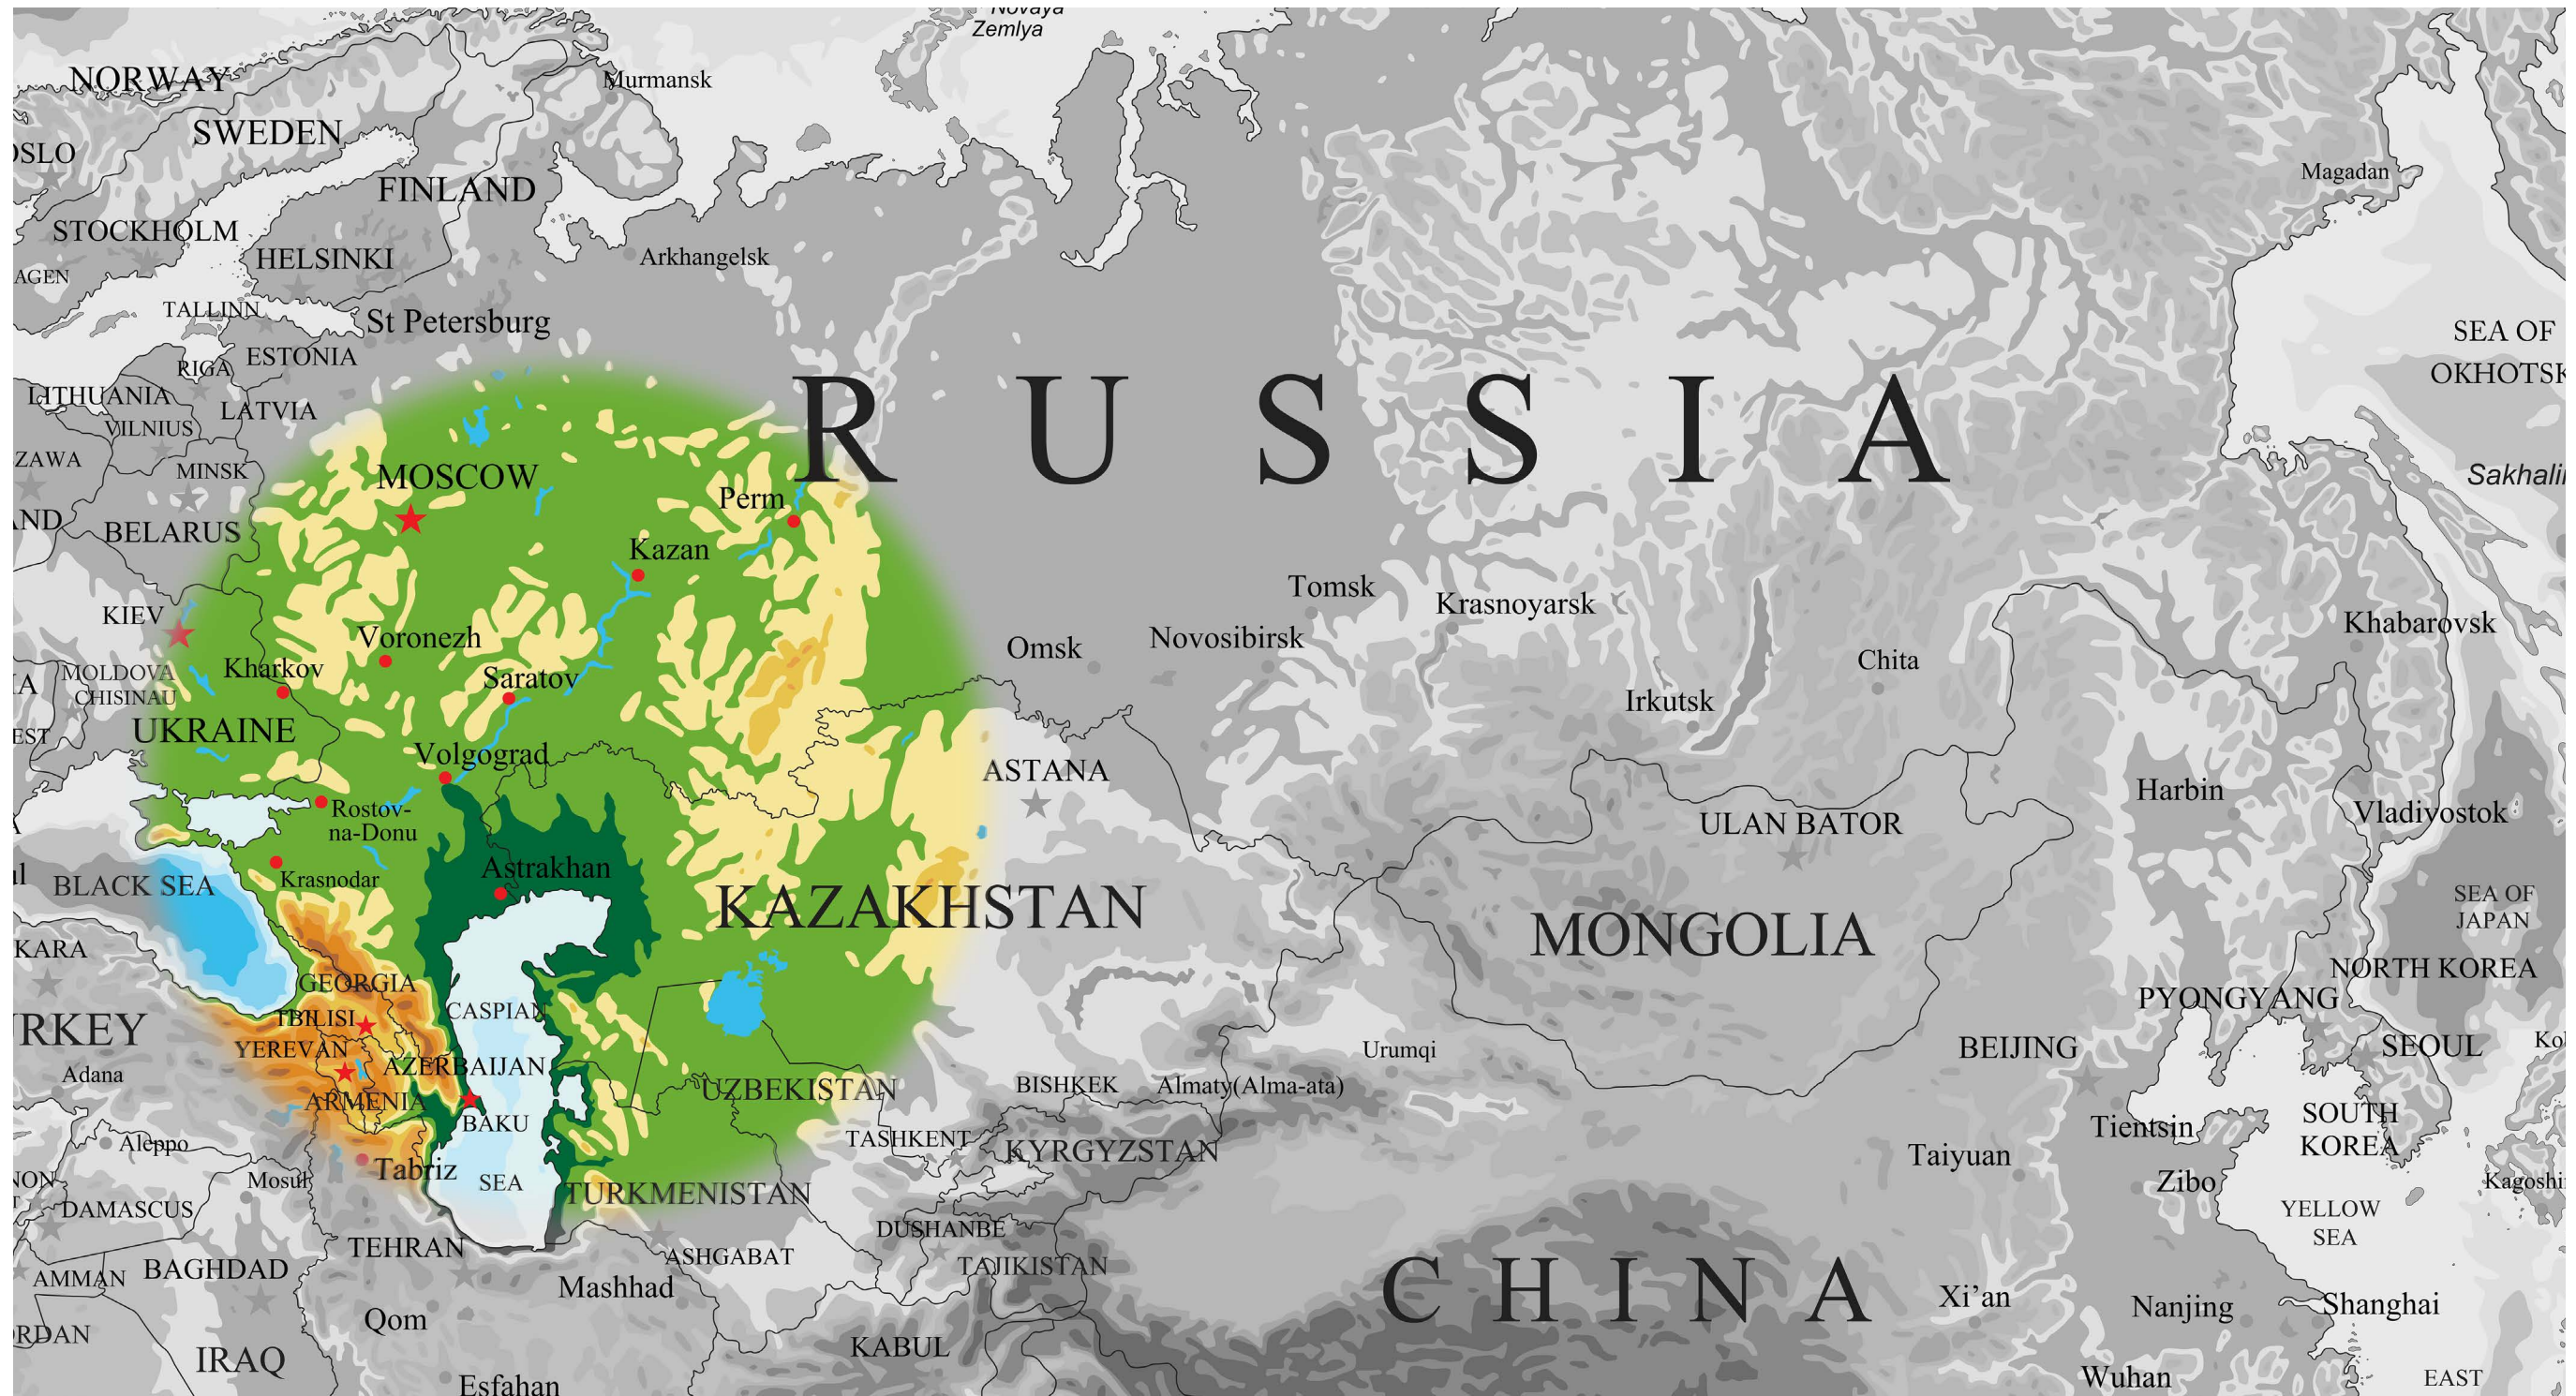 Novaya
Zemlya
NORWAY
Murmansk
SWEDEN
OSLO
Magadan
FINLAND
STOCKHOLM
HELSINKI
Arkhangelsk
AGEN
TALLINN
St Petersburg
SEA OF
OKHOTSK
ESTONIA
RIGA
LITHUANIA
LATVIA
VILNIUS
RUSSIA
ZAWA
MINSK
MOSCOW
Sakhalin
Perm
AND
BELARUS
Kazan
Tomsk
Krasnoyarsk
KIEV
Khabarovsk
Voronezh
Omsk
Novosibirsk
Chita
MOLDOVA
CHISINAU
Kharkov
Saratov
IA
Irkutsk
UKRAINE
EST
Volgograd
ASTANA
Harbin
Rostov-
na-Donu
ULAN BATOR
Vladivostok
Astrakhan
ul
BLACK SEA
Krasnodar
KAZAKHSTAN
MONGOLIA
SEA OF
JAPAN
KARA
GEORGIA
NORTH KOREA
PYONGYANG
CASPIAN
TBILISI
RKEY
YEREVAN
Urumqi
BEIJING
SEOUL
Ko
AZERBAIJAN
Adana
UZBEKISTAN
BISHKEK
Almaty(Alma-ata)
ARMENIA
BAKU
SOUTH
KOREA
Tientsin
Aleppo
TASHKENT
KYRGYZSTAN
Taiyuan
Tabriz
Mosul
SEA
NON
Zibo
Kagoshi
TURKMENISTAN
DAMASCUS
YELLOW
SEA
DUSHANBE
TEHRAN
ASHGABAT
TAJIKISTAN
AMMAN
BAGHDAD
Mashhad
CHINA
Xi’an
Nanjing
Shanghai
Qom
RDAN
KABUL
IRAQ
Wuhan
EAST
Esfahan